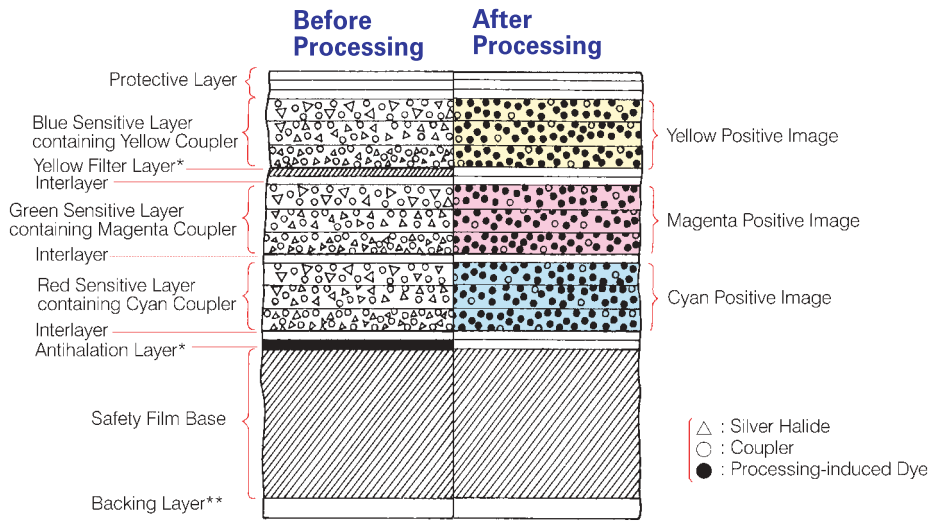 Before
Processing
After
Processing
Protective Layer
Blue Sensitive Layer
containing Yellow Coupler
Yellow Filter Layer*
Interlayer
Green Sensitive Layer
containing Magenta Coupler
Interlayer
Red Sensitive Layer
containing Cyan Coupler
Interlayer
Antihalation Layer*
Safety Film Base
Backing Layer**
Yellow Positive Image
Magenta Positive Image
Cyan Positive Image
: Silver Halide
: Coupler
: Processing-induced Dye